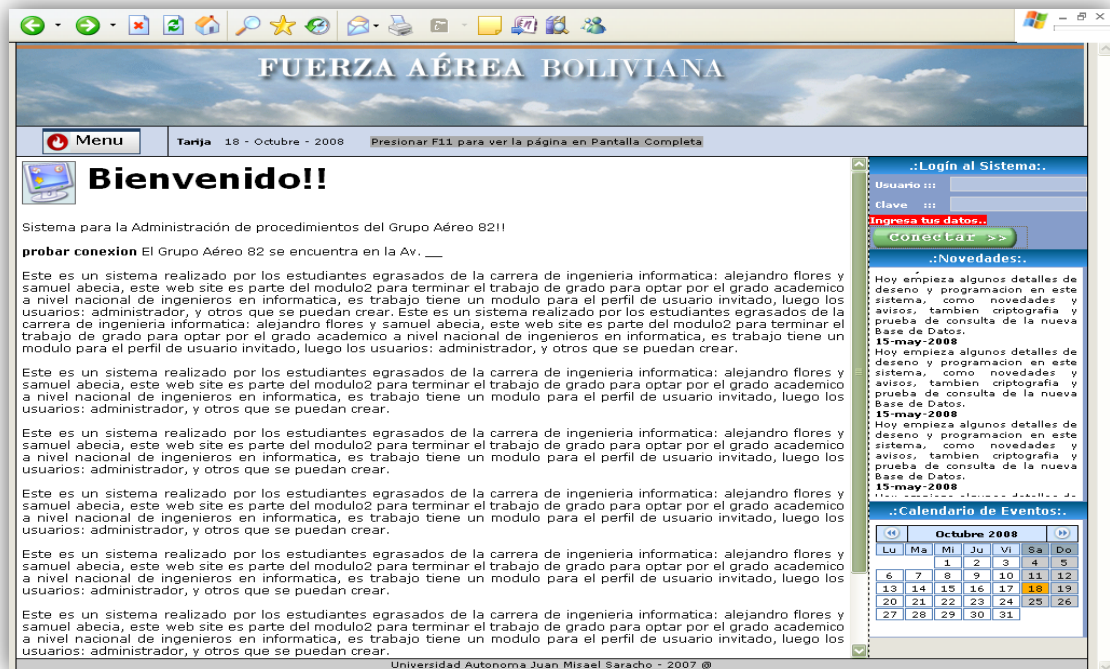 FUERZA AÉREA BOLIVIANA
Menu
Tarija 18 - Octubre - 2008 Presionar F11 para ver la página en Pantalla Completa
Bienvenido!!
Sistema para la Administración de procedimientos del Grupo Aéreo 82!!
probar conexion El Grupo Aéreo 82 se encuentra en la Av. __
Este es un sistema realizado por los estudiantes egrasados de la carrera de ingenieria informatica: alejandro flores y
samuel abecia, este web site es parte del modulo2 para terminar el trabajo de grado para optar por el grado academico
a nivel nacional de ingenieros en informatica, es trabajo tiene un modulo para el perfil de usuario invitado, luego los
usuarios: administrador, y otros que se puedan crear. Este es un sistema realizado por los estudiantes egrasados de la
carrera de ingenieria informatica: alejandro flores y samuel abecia, este web site es parte del modulo2 para terminar el
trabajo de grado para optar por el grado academico a nivel nacional de ingenieros en informatica, es trabajo tiene un
modulo para el perfil de usuario invitado, luego los usuarios: administrador, y otros que se puedan crear.
Este es un sistema realizado por los estudiantes egrasados de la carrera de ingenieria informatica: alejandro flores y
samuel abecia, este web site es parte del modulo2 para terminar el trabajo de grado para optar por el grado academico
a nivel nacional de ingenieros en informatica, es trabajo tiene un modulo para el perfil de usuario invitado, luego los
usuarios: administrador, y otros que se puedan crear.
Este es un sistema realizado por los estudiantes egrasados de la carrera de ingenieria informatica: alejandro flores y
samuel abecia, este web site es parte del modulo2 para terminar el trabajo de grado para optar por el grado academico
a nivel nacional de ingenieros en informatica, es trabajo tiene un modulo para el perfil de usuario invitado, luego los
usuarios: administrador, y otros que se puedan crear.
Este es un sistema realizado por los estudiantes egrasados de la carrera de ingenieria informatica: alejandro flores y
samuel abecia, este web site es parte del modulo2 para terminar el trabajo de grado para optar por el grado academico
a nivel nacional de ingenieros en informatica, es trabajo tiene un modulo para el perfil de usuario invitado, luego los
usuarios: administrador, y otros que se puedan crear.
Este es un sistema realizado por los estudiantes egrasados de la carrera de ingenieria informatica: alejandro flores y
samuel abecia, este web site es parte del modulo2 para terminar el trabajo de grado para optar por el grado academico
a nivel nacional de ingenieros en informatica, es trabajo tiene un modulo para el perfil de usuario invitado, luego los
usuarios: administrador, y otros que se puedan crear.
Este es un sistema realizado por los estudiantes egrasados de la carrera de ingenieria informatica: alejandro flores y
samuel abecia, este web site es parte del modulo2 para terminar el trabajo de grado para optar por el grado academico
a nivel nacional de ingenieros en informatica, es trabajo tiene un modulo para el perfil de usuario invitado, luego los
usuarios: administrador, y otros que se puedan crear.
.:Logín al Sistema:.
Usuario :::
Clave :::
Ingresa tus datos..
Conectar >>
.:Novedades:.
Hoy empieza algunos detalles de
deseno y programacion en este
sistema, como novedades y
avisos, tambien criptografia y
prueba de consulta de la nueva
Base de Datos.
15-may-2008
Hoy empieza algunos detalles de
deseno y programacion en este
sistema, como novedades y
avisos, tambien criptografia y
prueba de consulta de la nueva
Base de Datos.
15-may-2008
Hoy empieza algunos detalles de
deseno y programacion en este
sistema, como novedades y
avisos, tambien criptografia y
prueba de consulta de la nueva
Base de Datos.
15-may-2008
.:Calendario de Eventos:.
Octubre 2008
Lu Ma Mi Ju Vi Sa Do
1 2 3 4 5
6 7 8 9 10 11 12
13 14 15 16 17 18 19
20 21 22 23 24 25 26
27 28 29 30 31
Universidad Autonoma Juan Misael Saracho - 2007 @